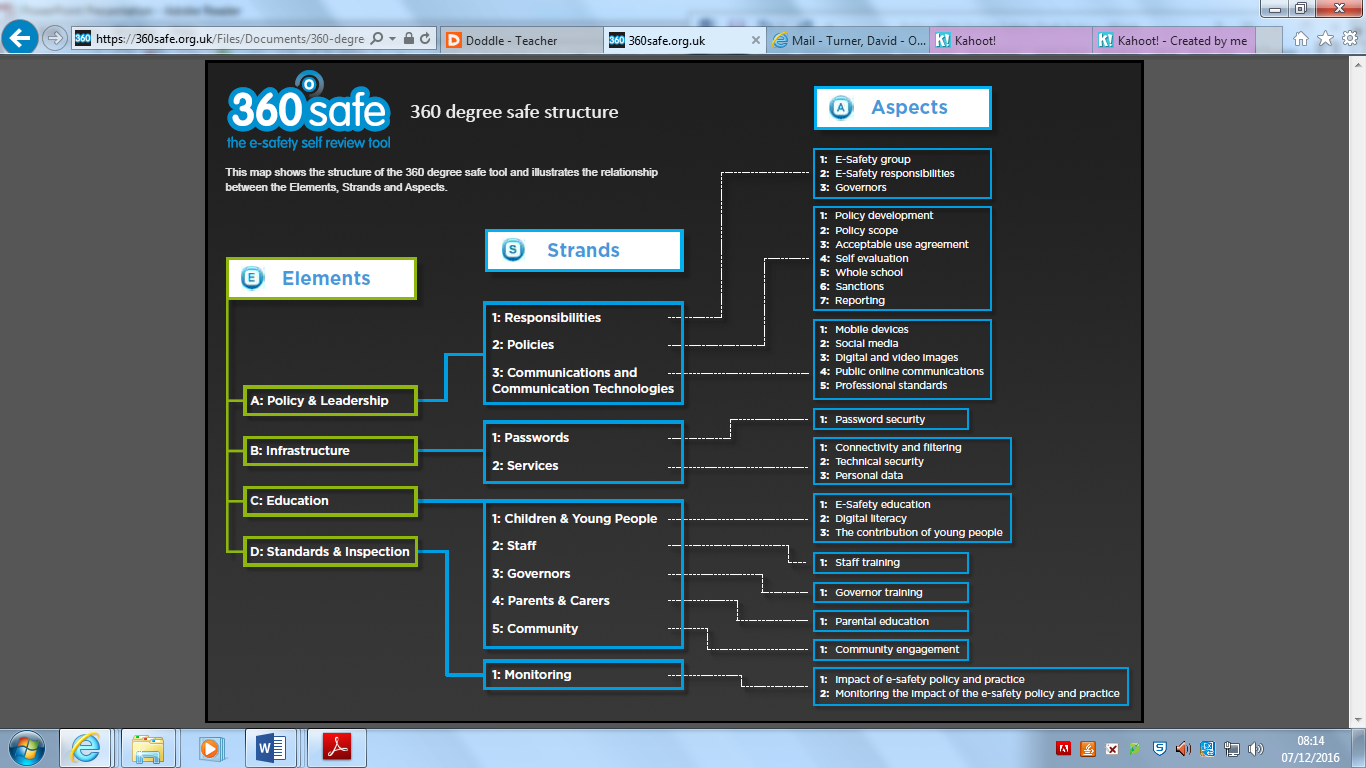 PowerPoint Presentation - Adobe Reader
https://360safe.org.uk/Files/Documents/360-degre
Doddle - Teacher
360safe.org.uk
Mail - Turner, David - O...
Kahoot!
Kahoot! - Created by me
360 safe
the e-safety self review tool
360 degree safe structure
This map shows the structure of the 360 degree safe tool and illustrates the relationship
between the Elements, Strands and Aspects.
E Elements
A: Policy & Leadership
B: Infrastructure
C: Education
D: Standards & Inspection
S Strands
1: Responsibilities
2: Policies
3: Communications and
Communication Technologies
1: Passwords
2: Services
1: Children & Young People
2: Staff
3: Governors
4: Parents & Carers
5: Community
1: Monitoring
A Aspects
1: E-Safety group
2: E-Safety responsibilities
3: Governors
1: Policy development
2: Policy scope
3: Acceptable use agreement
4: Self evaluation
5: Whole school
6: Sanctions
7: Reporting
1: Mobile devices
2: Social media
3: Digital and video images
4: Public online communications
5: Professional standards
1: Password security
1: Connectivity and filtering
2: Technical security
3: Personal data
1: E-Safety education
2: Digital literacy
3: The contribution of young people
1: Staff training
1: Governor training
1: Parental education
1: Community engagement
1: Impact of e-safety policy and practice
2: Monitoring the impact of the e-safety policy and practice
08:14
07/12/2016